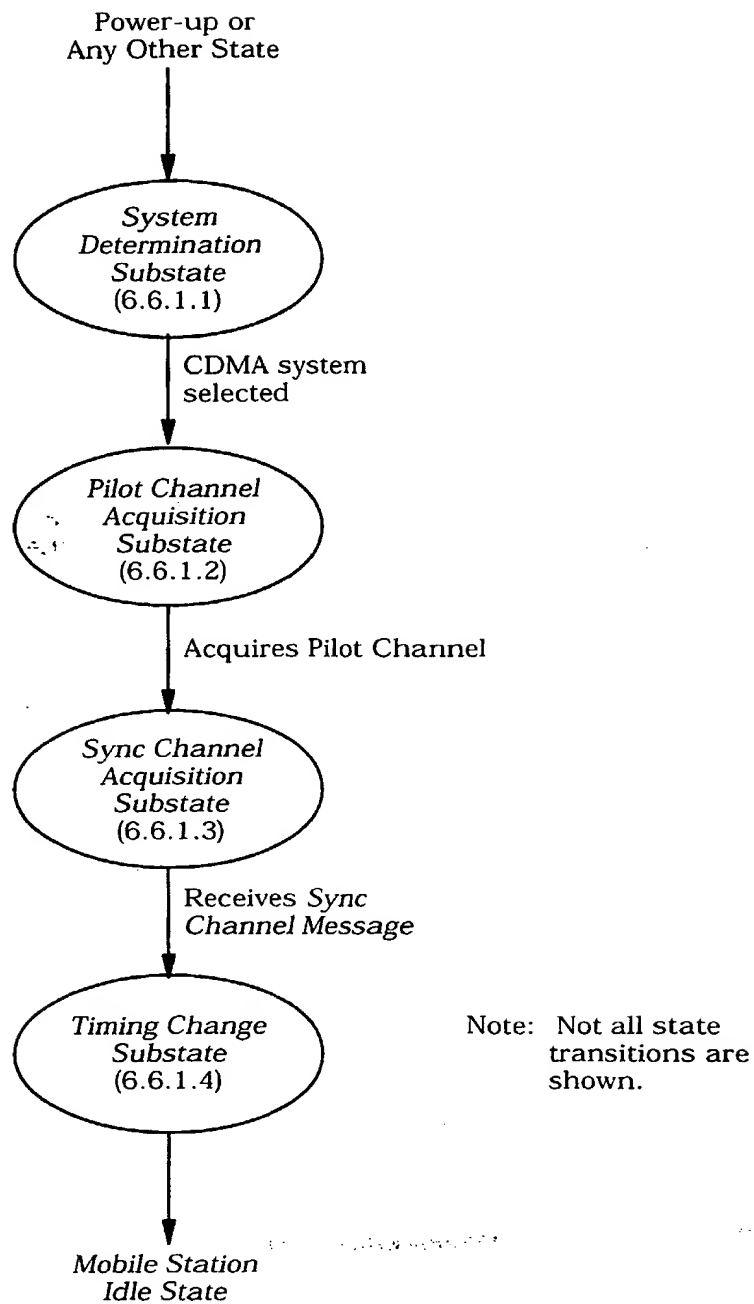 Power-up or
Any Other State
System
Determination
Substate
(6.6.1.1)
CDMA system
selected
Pilot Channel
Acquisition
Substate
(6.6.1.2)
Acquires Pilot Channel
Sync Channel
Acquisition
Substate
(6.6.1.3)
Receives Sync
Channel Message
Timing Change
Substate
(6.6.1.4)
Note: Not all state
transitions are
shown.
Mobile Station
Idle State